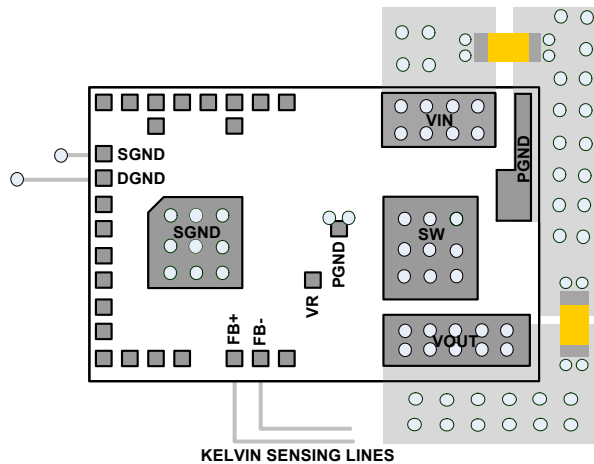 VIN
PGND
SGND
DGND
SGND
PGND
SW
VR
FB+
FB-
VOUT
KELVIN SENSING LINES